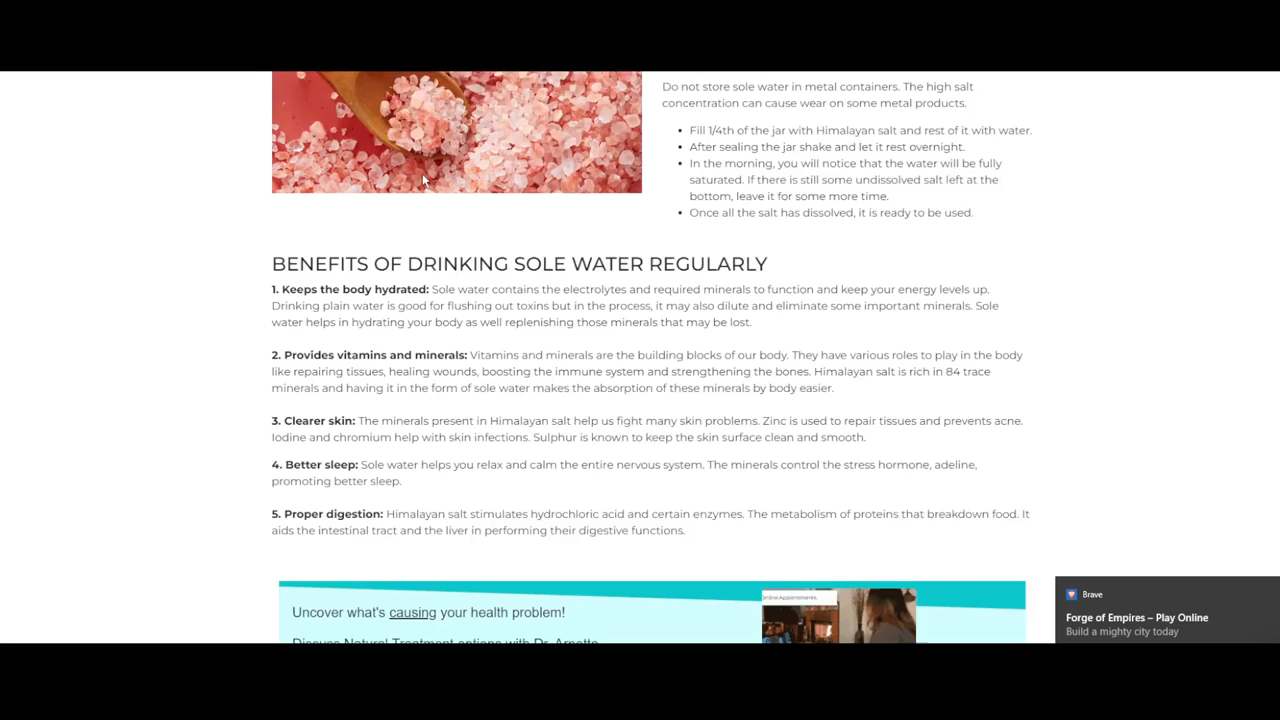 Do not store sole water in metal containers. The high salt
concentration can cause wear on some metal products.
• Fill 1/4th of the jar with Himalayan salt and rest of it with water.
• After sealing the jar shake and let it rest overnight.
• In the morning, you will notice that the water will be fully
saturated. If there is still some undissolved salt left at the
bottom, leave it for some more time.
• Once all the salt has dissolved, it is ready to be used.
BENEFITS OF DRINKING SOLE WATER REGULARLY
1. Keeps the body hydrated: Sole water contains the electrolytes and required minerals to function and keep your energy levels up.
Drinking plain water is good for flushing out toxins but in the process, it may also dilute and eliminate some important minerals. Sole
water helps in hydrating your body as well replenishing those minerals that may be lost.
2. Provides vitamins and minerals: Vitamins and minerals are the building blocks of our body. They have various roles to play in the body
like repairing tissues, healing wounds, boosting the immune system and strengthening the bones. Himalayan salt is rich in 84 trace
minerals and having it in the form of sole water makes the absorption of these minerals by body easier.
3. Clearer skin: The minerals present in Himalayan salt help us fight many skin problems. Zinc is used to repair tissues and prevents acne.
Iodine and chromium help with skin infections. Sulphur is known to keep the skin surface clean and smooth.
4. Better sleep: Sole water helps you relax and calm the entire nervous system. The minerals control the stress hormone, adeline,
promoting better sleep.
5. Proper digestion: Himalayan salt stimulates hydrochloric acid and certain enzymes. The metabolism of proteins that breakdown food. It
aids the intestinal tract and the liver in performing their digestive functions.
Uncover what's causing your health problem!
Discuss Natural Treatment options with Dr. Arnette
Brave
Forge of Empires – Play Online
Build a mighty city today